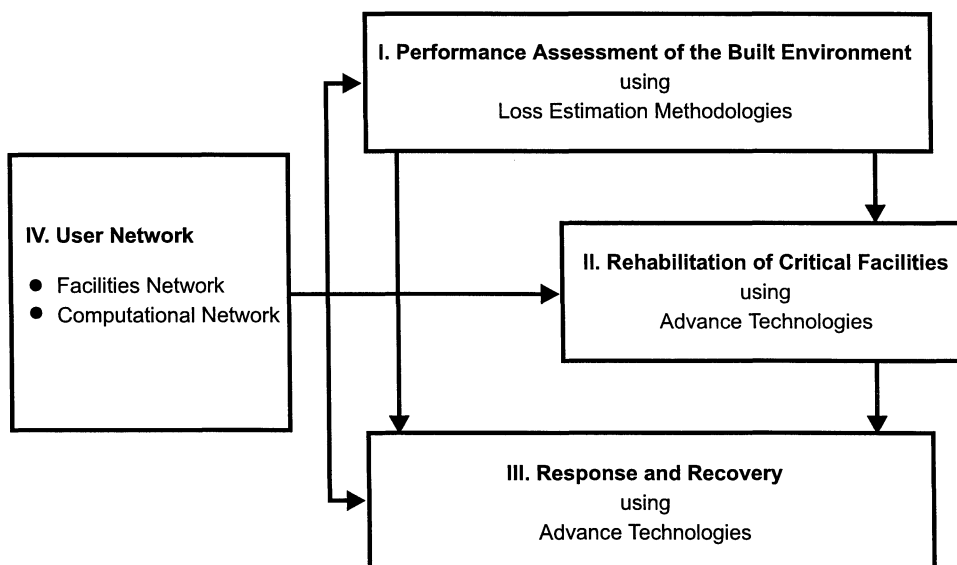 I. Performance Assessment of the Built Environment
using
Loss Estimation Methodologies
IV. User Network
● Facilities Network
● Computational Network
II. Rehabilitation of Critical Facilities
using
Advance Technologies
III. Response and Recovery
using
Advance Technologies